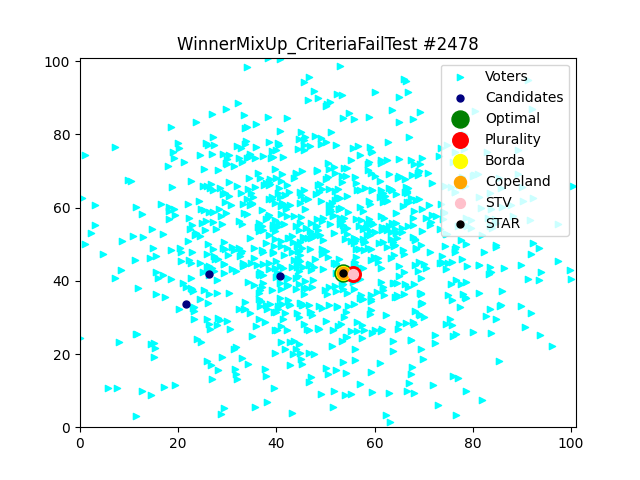 WinnerMixUp_CriteriaFailTest #2478
100
80
60
40
20
0
0 20 40 60 80 100
Voters
Candidates
Optimal
Plurality
Borda
Copeland
STV
STAR